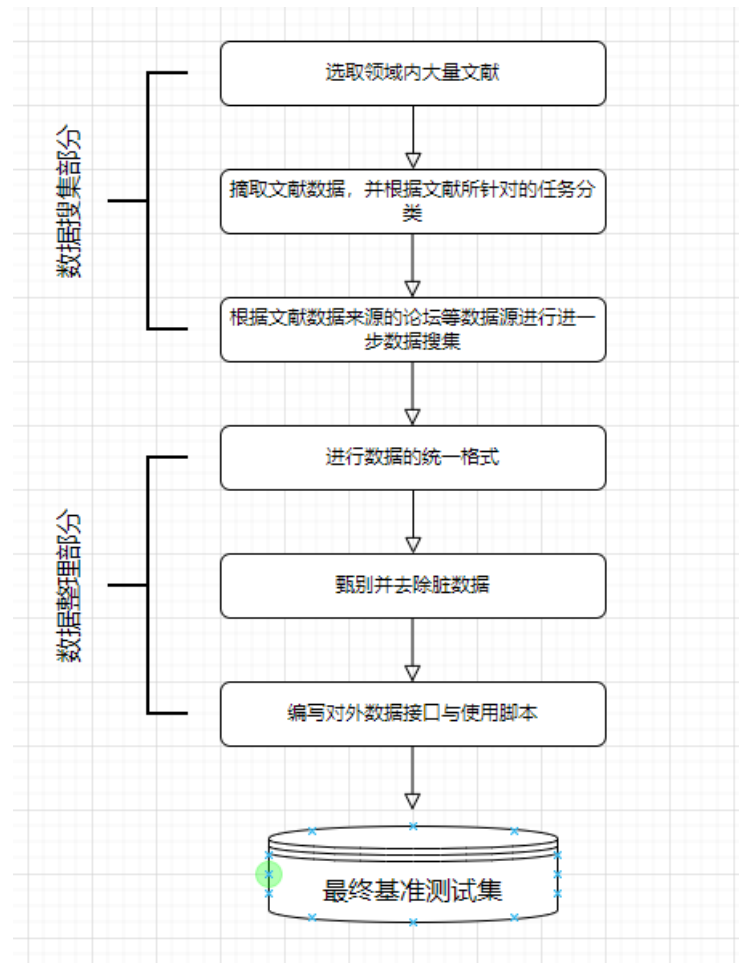 数据搜集部分
选取领域内大量文献
摘取文献数据，并根据文献所针对的任务分
类
根据文献数据来源的论坛等数据源进行进一
步数据搜集
数据整理部分
进行数据的统一格式
甄别并去除脏数据
编写对外数据接口与使用脚本
最终基准测试集